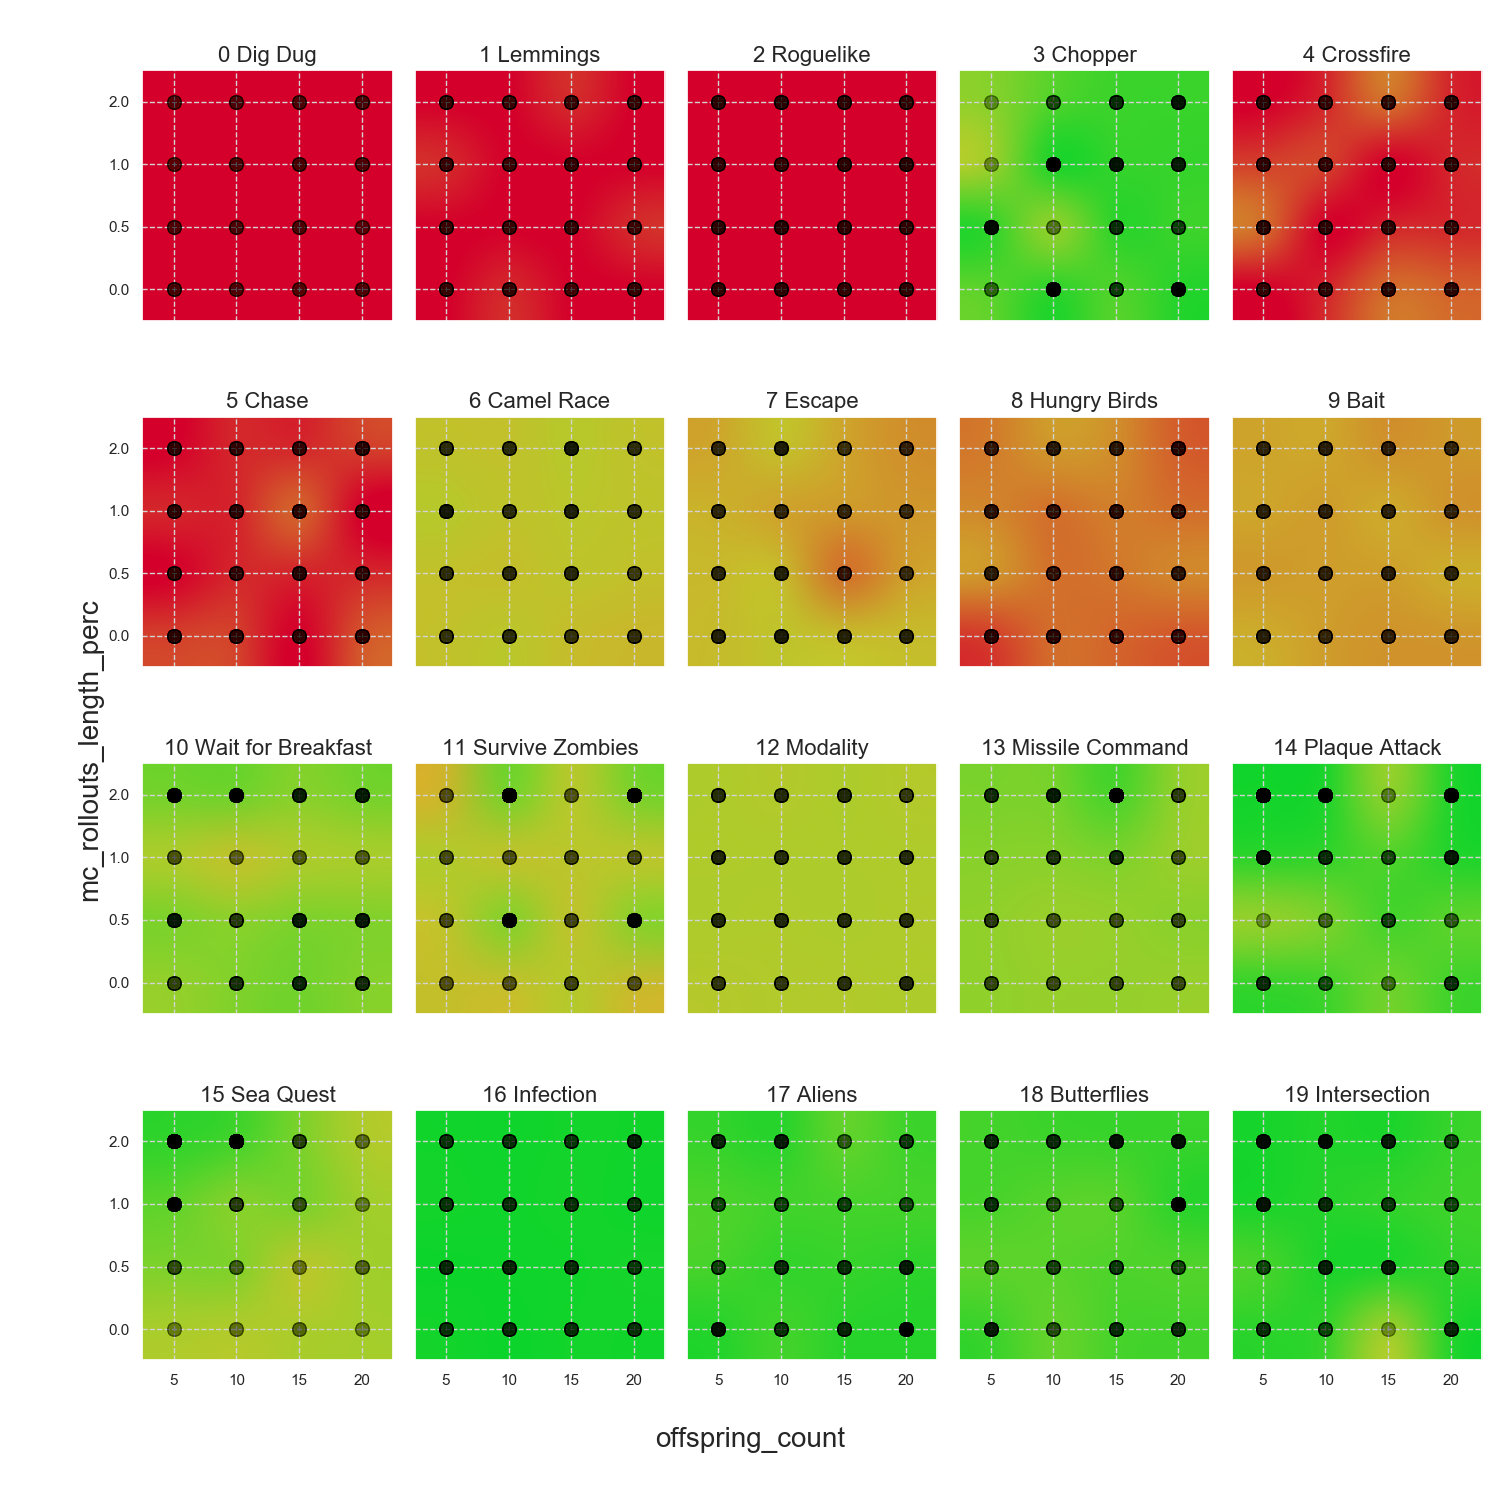 0 Dig Dug
1 Lemmings
2 Roguelike
3 Chopper
4 Crossfire
2.0
1.0
0.5
0.0
5 Chase
6 Camel Race
7 Escape
8 Hungry Birds
9 Bait
2.0
1.0
0.5
0.0
mc_rollouts_length_perc
10 Wait for Breakfast
11 Survive Zombies
12 Modality
13 Missile Command
14 Plaque Attack
2.0
1.0
0.5
0.0
15 Sea Quest
16 Infection
17 Aliens
18 Butterflies
19 Intersection
2.0
1.0
0.5
0.0
5 10 15 20
5 10 15 20
5 10 15 20
5 10 15 20
5 10 15 20
offspring_count